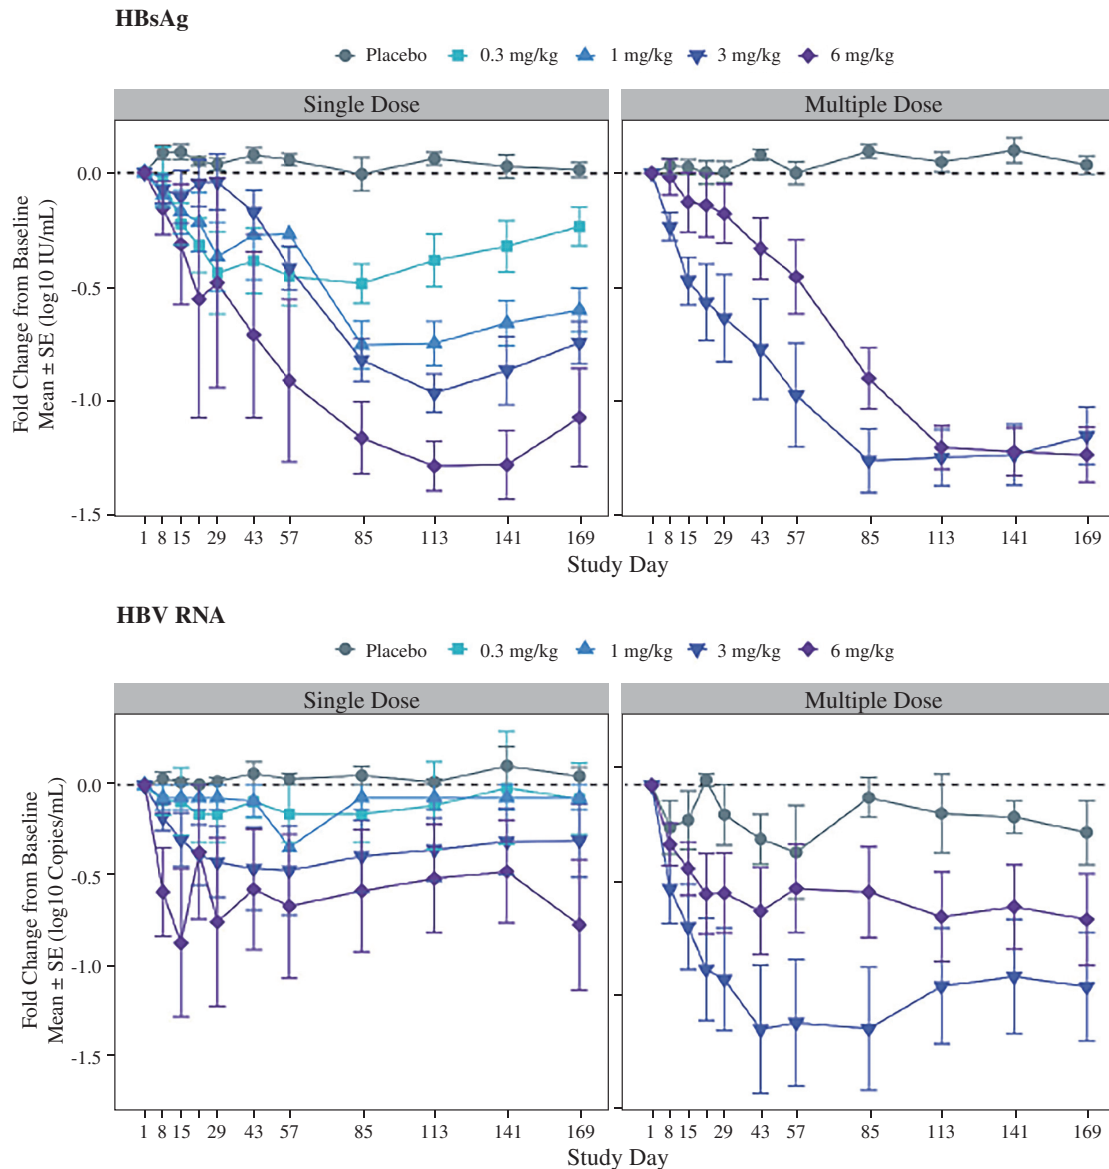 HBsAg
Placebo 0.3 mg/kg 1 mg/kg 3 mg/kg 6 mg/kg
Single Dose Multiple Dose
Fold Change from Baseline
Mean ± SE (log10 IU/mL)
0.0
-0.5
-1.0
-1.5
1 8 15 29 43 57 85 113 141 169 1 8 15 29 43 57 85 113 141 169
Study Day
HBV RNA
Placebo 0.3 mg/kg 1 mg/kg 3 mg/kg 6 mg/kg
Single Dose Multiple Dose
Fold Change from Baseline
Mean ± SE (log10 Copies/mL)
0.0
-0.5
-1.0
-1.5
1 8 15 29 43 57 85 113 141 169 1 8 15 29 43 57 85 113 141 169
Study Day